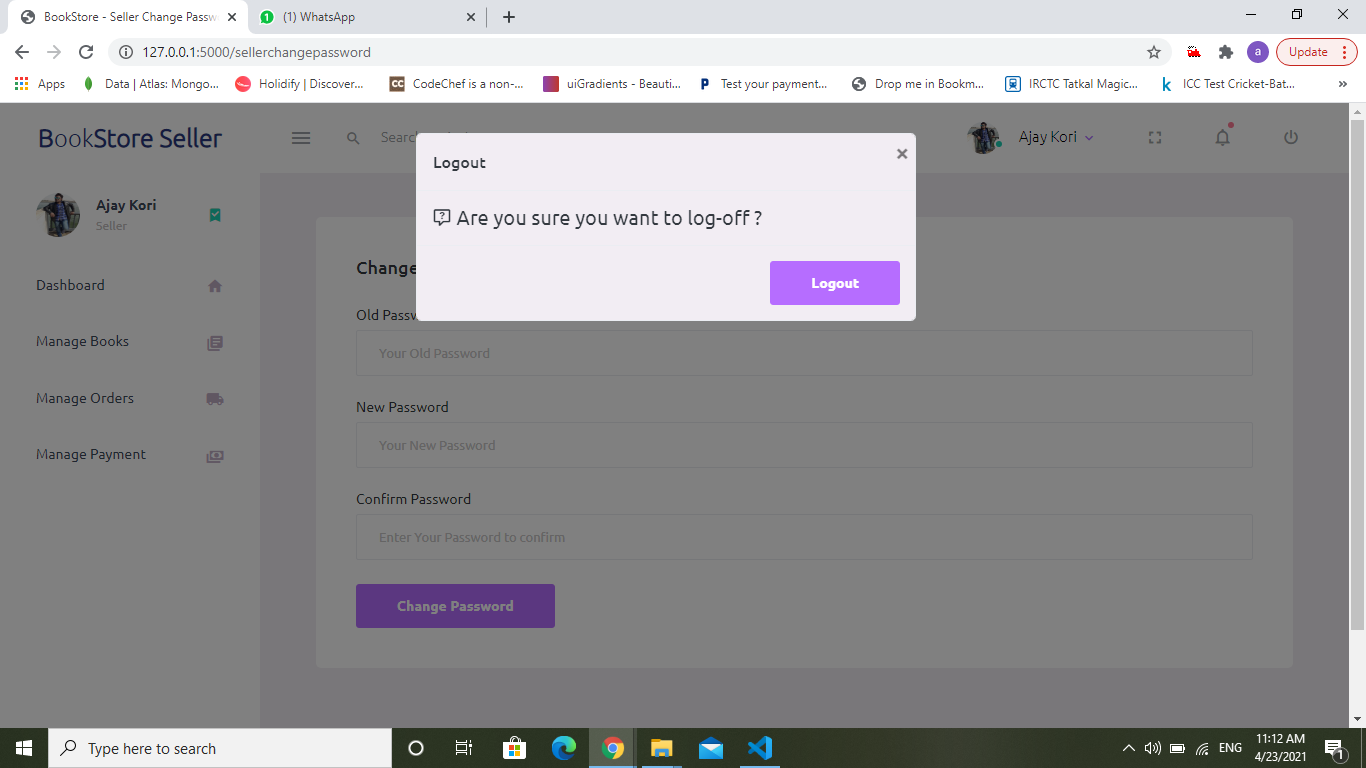 BookStore - Seller Change Passw
(1) WhatsApp
127.0.0.1:5000/sellerchangepassword
a
Update
Apps
Data | Atlas: Mongo...
Holidify | Discover...
CC
CodeChef is a non-...
uiGradients - Beauti...
P
Test your payment...
Drop me in Bookm...
IRCTC Tatkal Magic...
k
ICC Test Cricket-Bat...
»
BookStore Seller
Search
Ajay Kori
Ajay Kori
Seller
Dashboard
Manage Books
Manage Orders
Manage Payment
Logout
×
Are you sure you want to log-off ?
Logout
Change
Old Passw
Your Old Password
New Password
Your New Password
Confirm Password
Enter Your Password to confirm
Change Password
Type here to search
ENG
11:12 AM
4/23/2021
1